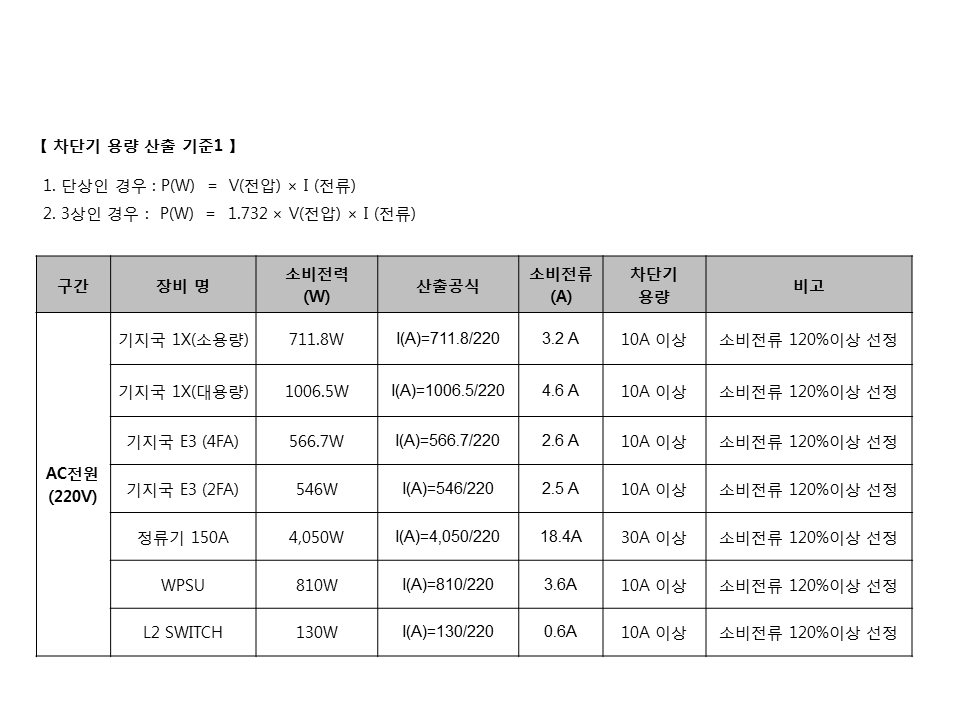 【 차단기 용량 산출 기준1 】
1. 단상인 경우 : P(W) = V(전압) × I (전류)
2. 3상인 경우 : P(W) = 1.732 × V(전압) × I (전류)
구간 장비 명 소비전력 (W) 산출공식 소비전류 (A) 차단기 용량 비고
AC전원 (220V)
기지국 1X(소용량) 711.8W I(A)=711.8/220 3.2 A 10A 이상 소비전류 120%이상 선정
기지국 1X(대용량) 1006.5W I(A)=1006.5/220 4.6 A 10A 이상 소비전류 120%이상 선정
기지국 E3 (4FA) 566.7W I(A)=566.7/220 2.6 A 10A 이상 소비전류 120%이상 선정
기지국 E3 (2FA) 546W I(A)=546/220 2.5 A 10A 이상 소비전류 120%이상 선정
정류기 150A 4,050W I(A)=4,050/220 18.4A 30A 이상 소비전류 120%이상 선정
WPSU 810W I(A)=810/220 3.6A 10A 이상 소비전류 120%이상 선정
L2 SWITCH 130W I(A)=130/220 0.6A 10A 이상 소비전류 120%이상 선정